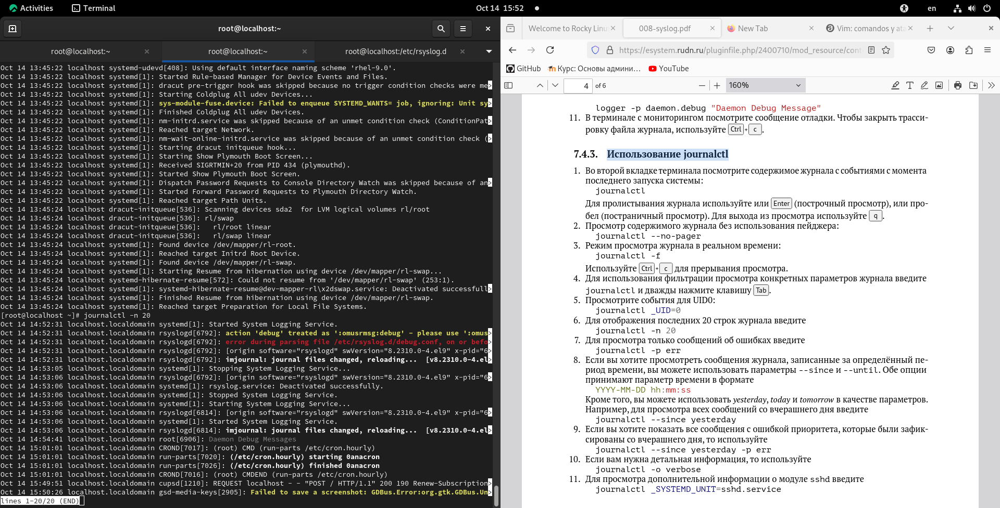 Activities
Terminal
Oct 14 15:52
en
root@localhost:~
root@localhost:~
root@localhost:~
root@localhost:/etc/rsyslog.d
Oct 14 13:45:22 localhost systemd-udevd[408]: Using default interface naming scheme 'rhel-9.0'.
Oct 14 13:45:22 localhost systemd[1]: Started Rule-based Manager for Device Events and Files.
Oct 14 13:45:22 localhost systemd[1]: dracut pre-trigger hook was skipped because no trigger condition checks were me>
Oct 14 13:45:22 localhost systemd[1]: Starting Coldplug All udev Devices...
Oct 14 13:45:22 localhost systemd[1]: sys-module-fuse.device: Failed to enqueue SYSTEMD_WANTS= job, ignoring: Unit sy>
Oct 14 13:45:22 localhost systemd[1]: Finished Coldplug All udev Devices.
Oct 14 13:45:22 localhost systemd[1]: nm-initrd.service was skipped because of an unmet condition check (ConditionPat>
Oct 14 13:45:22 localhost systemd[1]: Reached target Network.
Oct 14 13:45:22 localhost systemd[1]: nm-wait-online-initrd.service was skipped because of an unmet condition check (>
Oct 14 13:45:22 localhost systemd[1]: Starting dracut initqueue hook...
Oct 14 13:45:22 localhost systemd[1]: Starting Show Plymouth Boot Screen...
Oct 14 13:45:22 localhost systemd[1]: Received SIGRTMIN+20 from PID 434 (plymouthd).
Oct 14 13:45:22 localhost systemd[1]: Started Show Plymouth Boot Screen.
Oct 14 13:45:22 localhost systemd[1]: Dispatch Password Requests to Console Directory Watch was skipped because of an>
Oct 14 13:45:22 localhost systemd[1]: Started Forward Password Requests to Plymouth Directory Watch.
Oct 14 13:45:22 localhost systemd[1]: Reached target Path Units.
Oct 14 13:45:24 localhost dracut-initqueue[536]: Scanning devices sda2  for LVM logical volumes rl/root
Oct 14 13:45:24 localhost dracut-initqueue[536]: rl/swap
Oct 14 13:45:24 localhost dracut-initqueue[536]:   rl/root linear
Oct 14 13:45:24 localhost dracut-initqueue[536]:   rl/swap linear
Oct 14 13:45:24 localhost systemd[1]: Found device /dev/mapper/rl-root.
Oct 14 13:45:24 localhost systemd[1]: Reached target Initrd Root Device.
Oct 14 13:45:24 localhost systemd[1]: Found device /dev/mapper/rl-swap.
Oct 14 13:45:24 localhost systemd[1]: Starting Resume from hibernation using device /dev/mapper/rl-swap...
Oct 14 13:45:24 localhost systemd-hibernate-resume[572]: Could not resume from '/dev/mapper/rl-swap' (253:1).
Oct 14 13:45:24 localhost systemd[1]: systemd-hibernate-resume@dev-mapper-rl\x2dswap.service: Deactivated successfull>
Oct 14 13:45:24 localhost systemd[1]: Finished Resume from hibernation using device /dev/mapper/rl-swap.
Oct 14 13:45:24 localhost systemd[1]: Reached target Preparation for Local File Systems.
[root@localhost ~]# journalctl -n 20
Oct 14 14:52:31 localhost.localdomain systemd[1]: Started System Logging Service.
Oct 14 14:52:31 localhost.localdomain rsyslogd[6792]: action 'debug' treated as ':omusrmsg:debug' - please use ':omus>
Oct 14 14:52:31 localhost.localdomain rsyslogd[6792]: error during parsing file /etc/rsyslog.d/debug.conf, on or befo>
Oct 14 14:52:31 localhost.localdomain rsyslogd[6792]: [origin software="rsyslogd" swVersion="8.2310.0-4.el9" x-pid="6>
Oct 14 14:52:31 localhost.localdomain rsyslogd[6792]: imjournal: journal files changed, reloading...  [v8.2310.0-4.el>
Oct 14 14:53:05 localhost.localdomain systemd[1]: Stopping System Logging Service...
Oct 14 14:53:06 localhost.localdomain rsyslogd[6792]: [origin software="rsyslogd" swVersion="8.2310.0-4.el9" x-pid="6>
Oct 14 14:53:06 localhost.localdomain systemd[1]: rsyslog.service: Deactivated successfully.
Oct 14 14:53:06 localhost.localdomain systemd[1]: Stopped System Logging Service.
Oct 14 14:53:06 localhost.localdomain systemd[1]: Starting System Logging Service...
Oct 14 14:53:06 localhost.localdomain rsyslogd[6814]: [origin software="rsyslogd" swVersion="8.2310.0-4.el9" x-pid="6>
Oct 14 14:53:06 localhost.localdomain systemd[1]: Started System Logging Service.
Oct 14 14:53:06 localhost.localdomain rsyslogd[6814]: imjournal: journal files changed, reloading...  [v8.2310.0-4.el>
Oct 14 14:54:41 localhost.localdomain root[6906]: Daemon Debug Messages
Oct 14 15:01:01 localhost.localdomain CROND[7017]: (root) CMD (run-parts /etc/cron.hourly)
Oct 14 15:01:01 localhost.localdomain run-parts[7020]: (/etc/cron.hourly) starting 0anacron
Oct 14 15:01:01 localhost.localdomain run-parts[7026]: (/etc/cron.hourly) finished 0anacron
Oct 14 15:01:01 localhost.localdomain CROND[7016]: (root) CMDEND (run-parts /etc/cron.hourly)
Oct 14 15:49:51 localhost.localdomain cupsd[1210]: REQUEST localhost - - "POST / HTTP/1.1" 200 190 Renew-Subscription>
Oct 14 15:50:26 localhost.localdomain gsd-media-keys[2905]: Failed to save a screenshot: GDBus.Error:org.gtk.GDBus.Un>
lines 1-20/20 (END)
Welcome to Rocky Linu
008-syslog.pdf
New Tab
Vim: comandos y ata
https://esystem.rudn.ru/pluginfile.php/2400710/mod_resource/cont
GitHub
Курс: Основы админи...
YouTube
4 of 6
160%
logger -p daemon.debug "Daemon Debug Message"
11. В терминале с мониторингом посмотрите сообщение отладки. Чтобы закрыть трасси-
ровку файла журнала, используйте Ctrl + c .
7.4.3. Использование journalctl
1. Во второй вкладке терминала посмотрите содержимое журнала с событиями с момента
последнего запуска системы:
journalctl
Для пролистывания журнала используйте или Enter (построчный просмотр), или про-
бел (постраничный просмотр). Для выхода из просмотра используйте q .
2. Просмотр содержимого журнала без использования пейджера:
journalctl --no-pager
3. Режим просмотра журнала в реальном времени:
journalctl -f
Используйте Ctrl + c для прерывания просмотра.
4. Для использования фильтрации просмотра конкретных параметров журнала введите
journalctl и дважды нажмите клавишу Tab .
5. Просмотрите события для UID0:
journalctl _UID=0
6. Для отображения последних 20 строк журнала введите
journalctl -n 20
7. Для просмотра только сообщений об ошибках введите
journalctl -p err
8. Если вы хотите просмотреть сообщения журнала, записанные за определённый пе-
риод времени, вы можете использовать параметры --since и --until. Обе опции
принимают параметр времени в формате
YYYY-MM-DD hh:mm:ss
Кроме того, вы можете использовать yesterday, today и tomorrow в качестве параметров.
Например, для просмотра всех сообщений со вчерашнего дня введите
journalctl --since yesterday
9. Если вы хотите показать все сообщения с ошибкой приоритета, которые были зафик-
сированы со вчерашнего дня, то используйте
journalctl --since yesterday -p err
10. Если вам нужна детальная информация, то используйте
journalctl -o verbose
11. Для просмотра дополнительной информации о модуле sshd введите
journalctl _SYSTEMD_UNIT=sshd.service